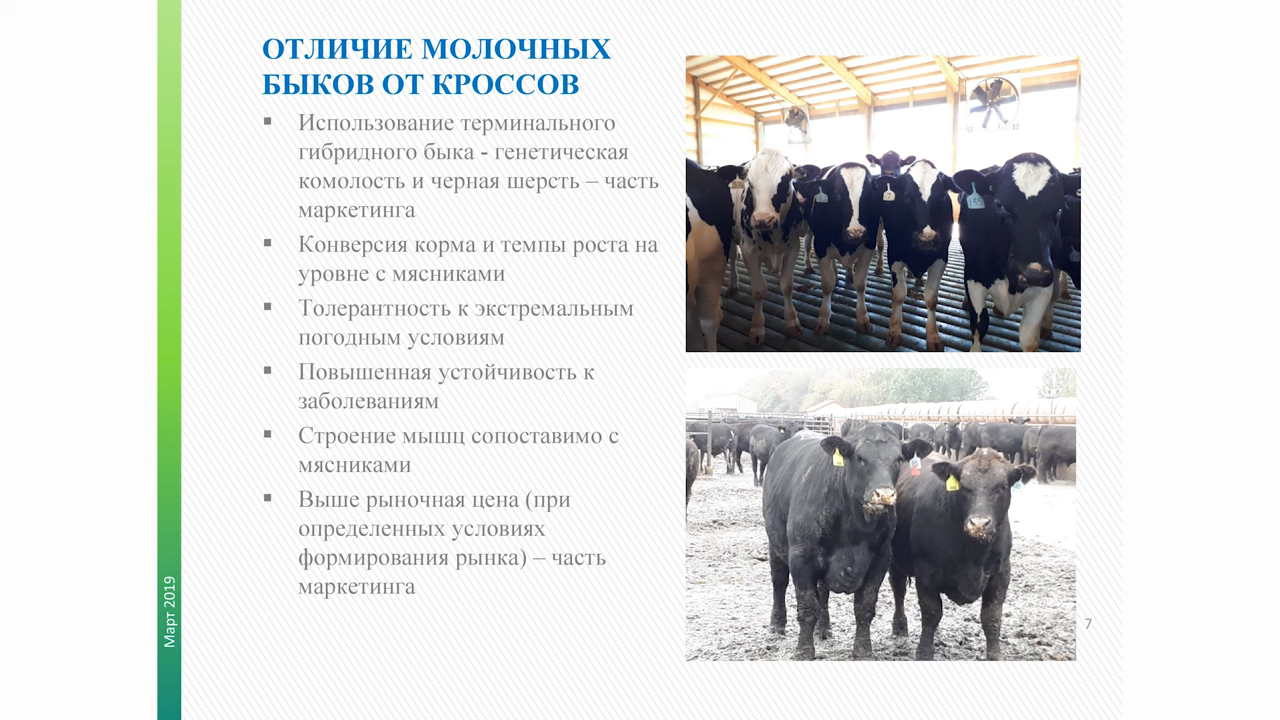 ОТЛИЧИЕ МОЛОЧНЫХ
БЫКОВ ОТ КРОССОВ
▪ Использование терминального
гибридного быка - генетическая
комолость и черная шерсть – часть
маркетинга
▪ Конверсия корма и темпы роста на
уровне с мясниками
▪ Толерантность к экстремальным
погодным условиям
▪ Повышенная устойчивость к
заболеваниям
▪ Строение мышц сопоставимо с
мясниками
▪ Выше рыночная цена (при
определенных условиях
формирования рынка) – часть
маркетинга
Март 2019
7